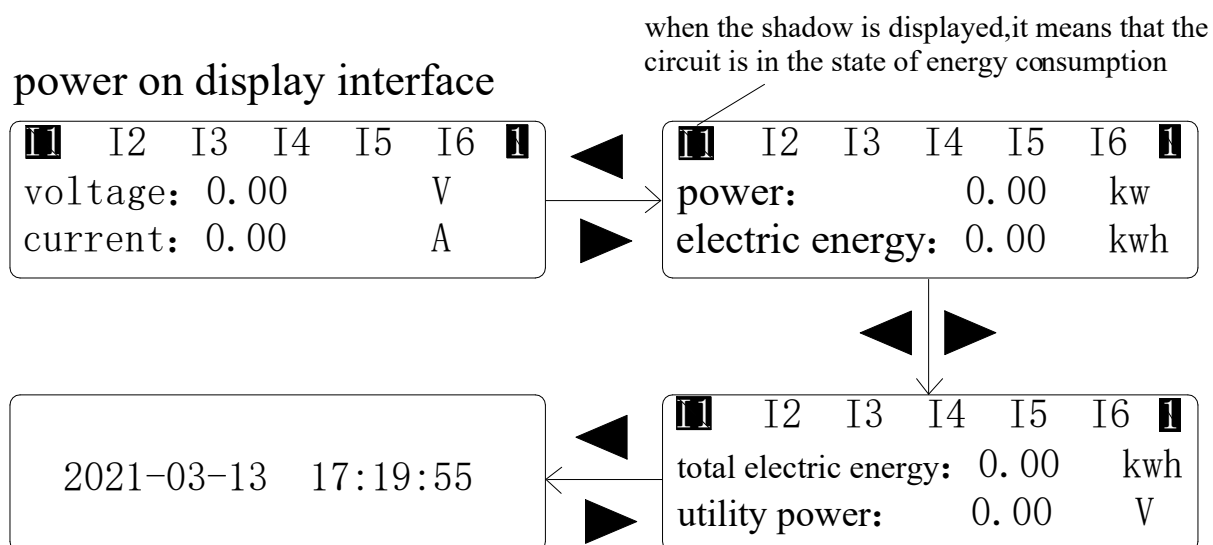 when the shadow is displayed,it means that the
circuit is in the state of energy consumption
power on display interface
I1 I2 I3 I4 I5 I6 1
voltage：0.00 V
current：0.00 A
I1 I2 I3 I4 I5 I6 1
power： 0.00 kw
electric energy：0.00 kwh
2021-03-13 17:19:55
I1 I2 I3 I4 I5 I6 1
total electric energy：0.00 kwh
utility power： 0.00 V